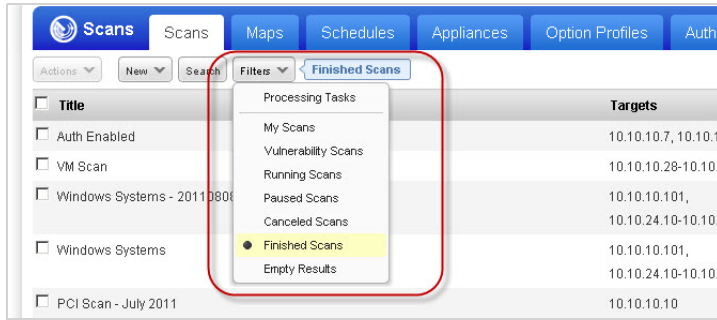 Scans Scans Maps Schedules Appliances Option Profiles Auth
Actions New Search Filters Finished Scans
Title Targets
Processing Tasks
My Scans
Vulnerability Scans
Running Scans
Paused Scans
Canceled Scans
Finished Scans
Empty Results
Auth Enabled 10.10.10.7, 10.10.1
VM Scan 10.10.10.28-10.10.
Windows Systems - 20110808 10.10.10.101,
10.10.24.10-10.10.
Windows Systems 10.10.10.101,
10.10.24.10-10.10.
PCI Scan - July 2011 10.10.10.10